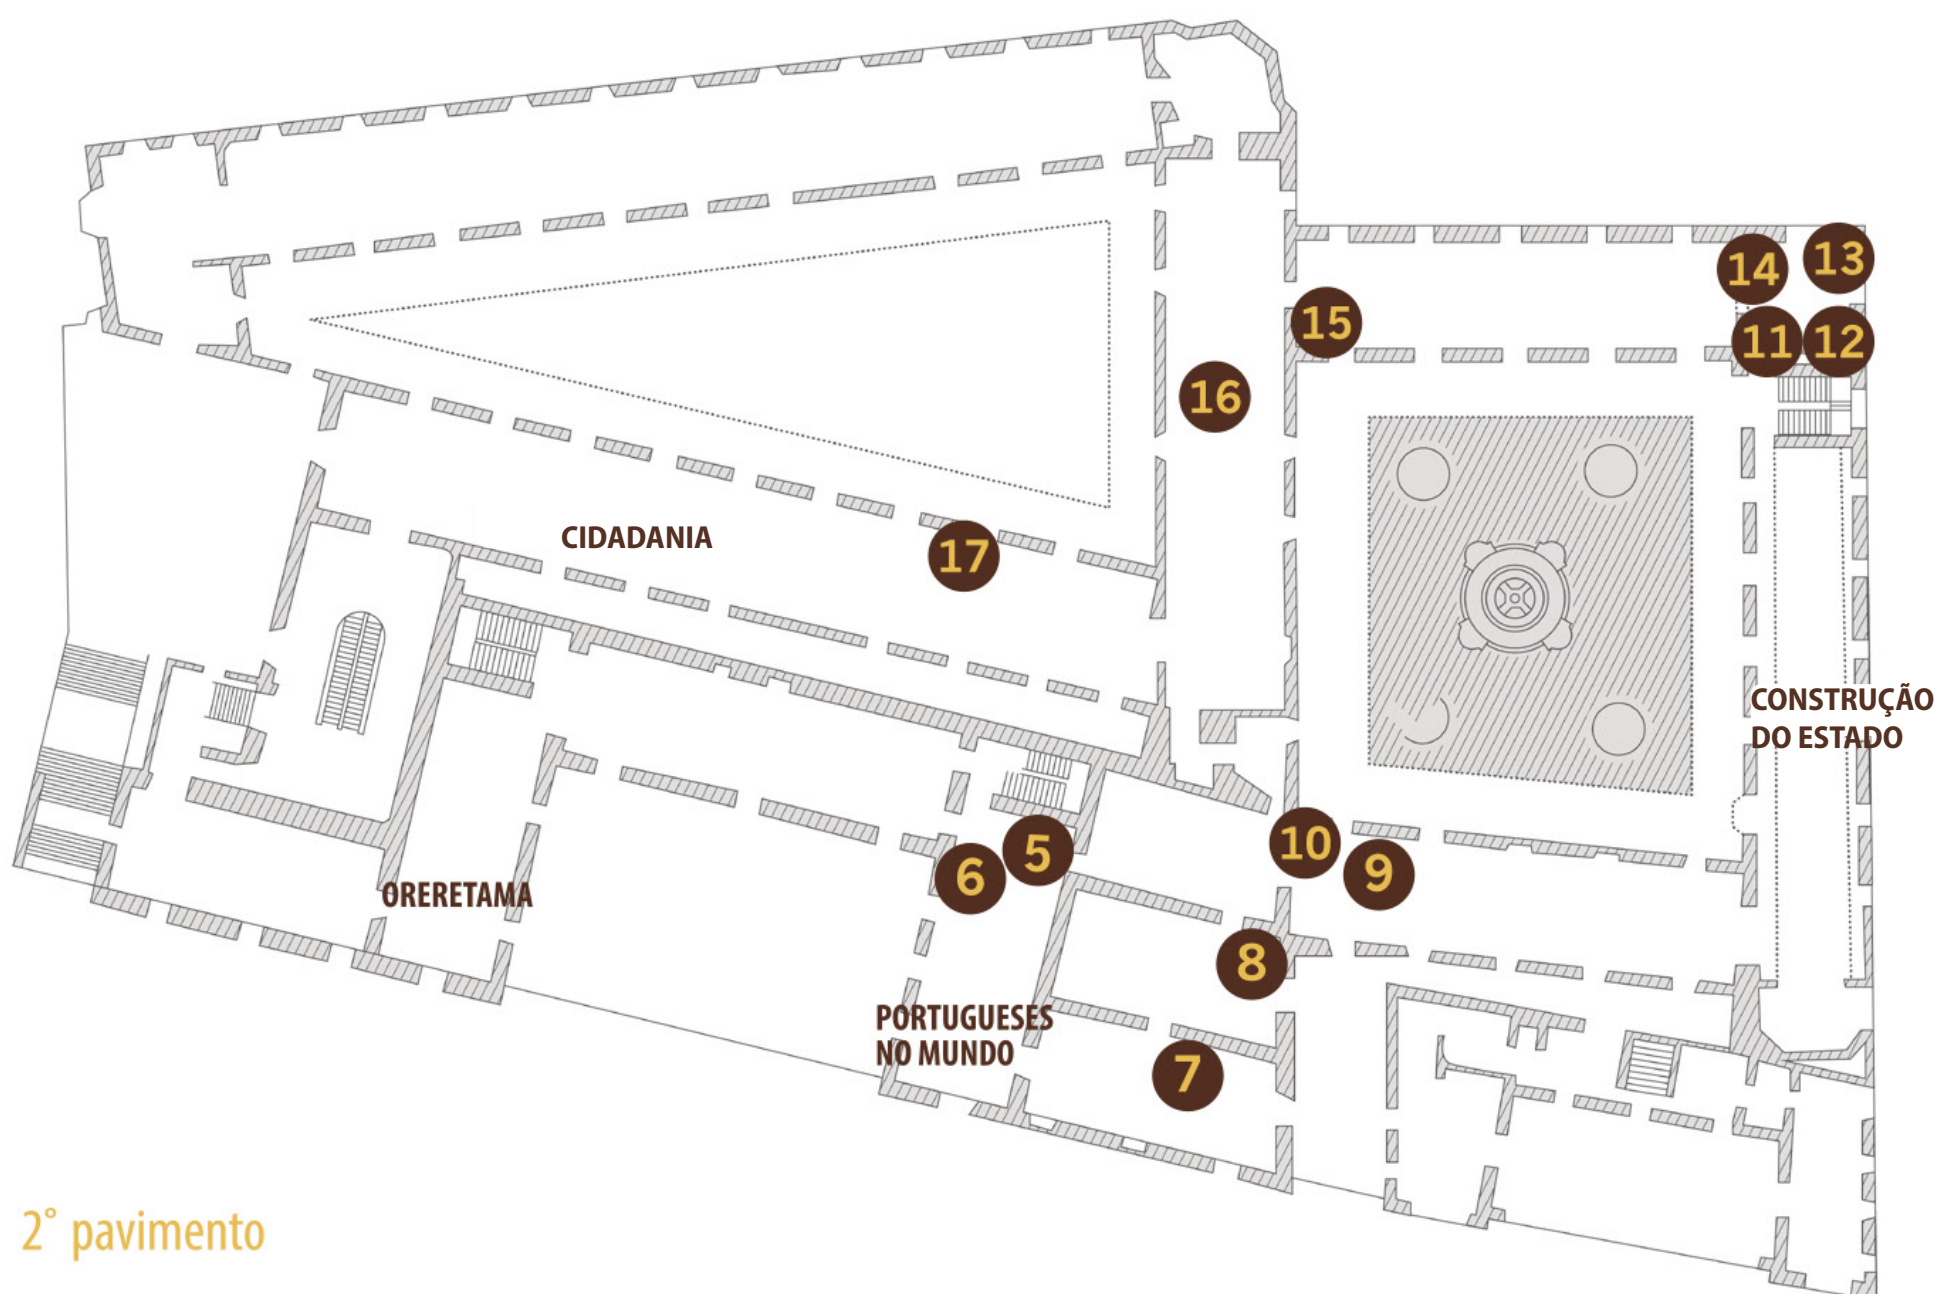 13
14
15
11
12
16
CIDADANIA
17
CONSTRUÇÃO
DO ESTADO
10
5
9
6
ORERETAMA
8
PORTUGUESES
NO MUNDO
7
2° pavimento